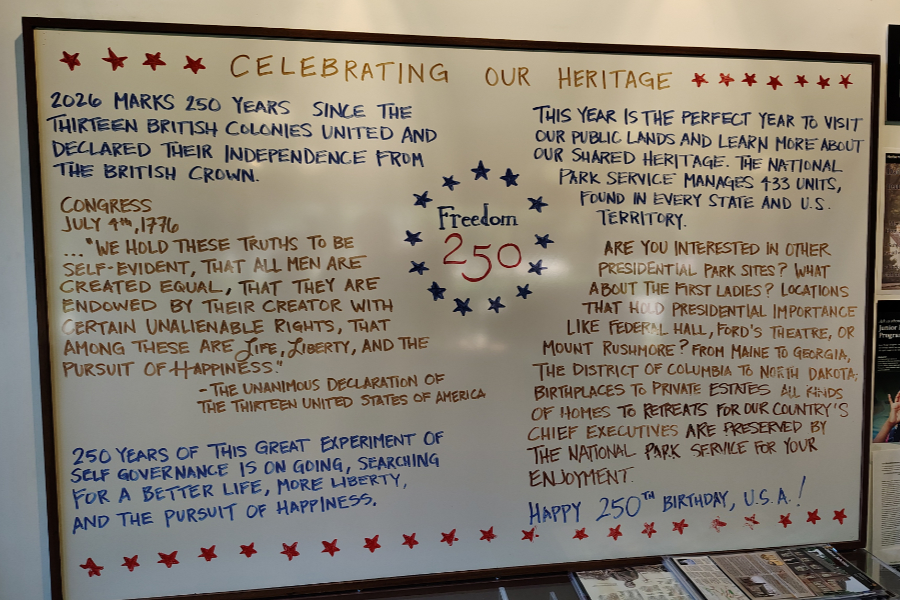 CELEBRATING OUR HERITAGE
2026 MARKS 250 YEARS SINCE THE
THIRTEEN BRITISH COLONIES UNITED AND
DECLARED THEIR INDEPENDENCE FROM
THE BRITISH CROWN.
CONGRESS
JULY 4TH, 1776
..."WE HOLD THESE TRUTHS TO BE
SELF-EVIDENT, THAT ALL MEN ARE
CREATED EQUAL, THAT THEY ARE
ENDOWED BY THEIR CREATOR WITH
CERTAIN UNALIENABLE RIGHTS, THAT
AMONG THESE ARE LIFE, LIBERTY, AND THE
PURSUIT OF HAPPINESS."
-THE UNANIMOUS DECLARATION OF
THE THIRTEEN UNITED STATES OF AMERICA
250 YEARS OF THIS GREAT EXPERIMENT OF
SELF GOVERNANCE IS ON GOING, SEARCHING
FOR A BETTER LIFE, MORE LIBERTY,
AND THE PURSUIT OF HAPPINESS.
Freedom
250
THIS YEAR IS THE PERFECT YEAR TO VISIT
OUR PUBLIC LANDS AND LEARN MORE ABOUT
OUR SHARED HERITAGE. THE NATIONAL
PARK SERVICE MANAGES 433 UNITS,
FOUND IN EVERY STATE AND U.S.
TERRITORY.
ARE YOU INTERESTED IN OTHER
PRESIDENTIAL PARK SITES? WHAT
ABOUT THE FIRST LADIES? LOCATIONS
THAT HOLD PRESIDENTIAL IMPORTANCE
LIKE FEDERAL HALL, FORD'S THEATRE, OR
MOUNT RUSHMORE? FROM MAINE TO GEORGIA,
THE DISTRICT OF COLUMBIA TO NORTH DAKOTA;
BIRTHPLACES TO PRIVATE ESTATES ALL KINDS
OF HOMES TO RETREATS FOR OUR COUNTRY'S
CHIEF EXECUTIVES ARE PRESERVED BY
THE NATIONAL PARK SERVICE FOR YOUR
ENJOYMENT.
HAPPY 250TH BIRTHDAY, U.S.A.!
Junior